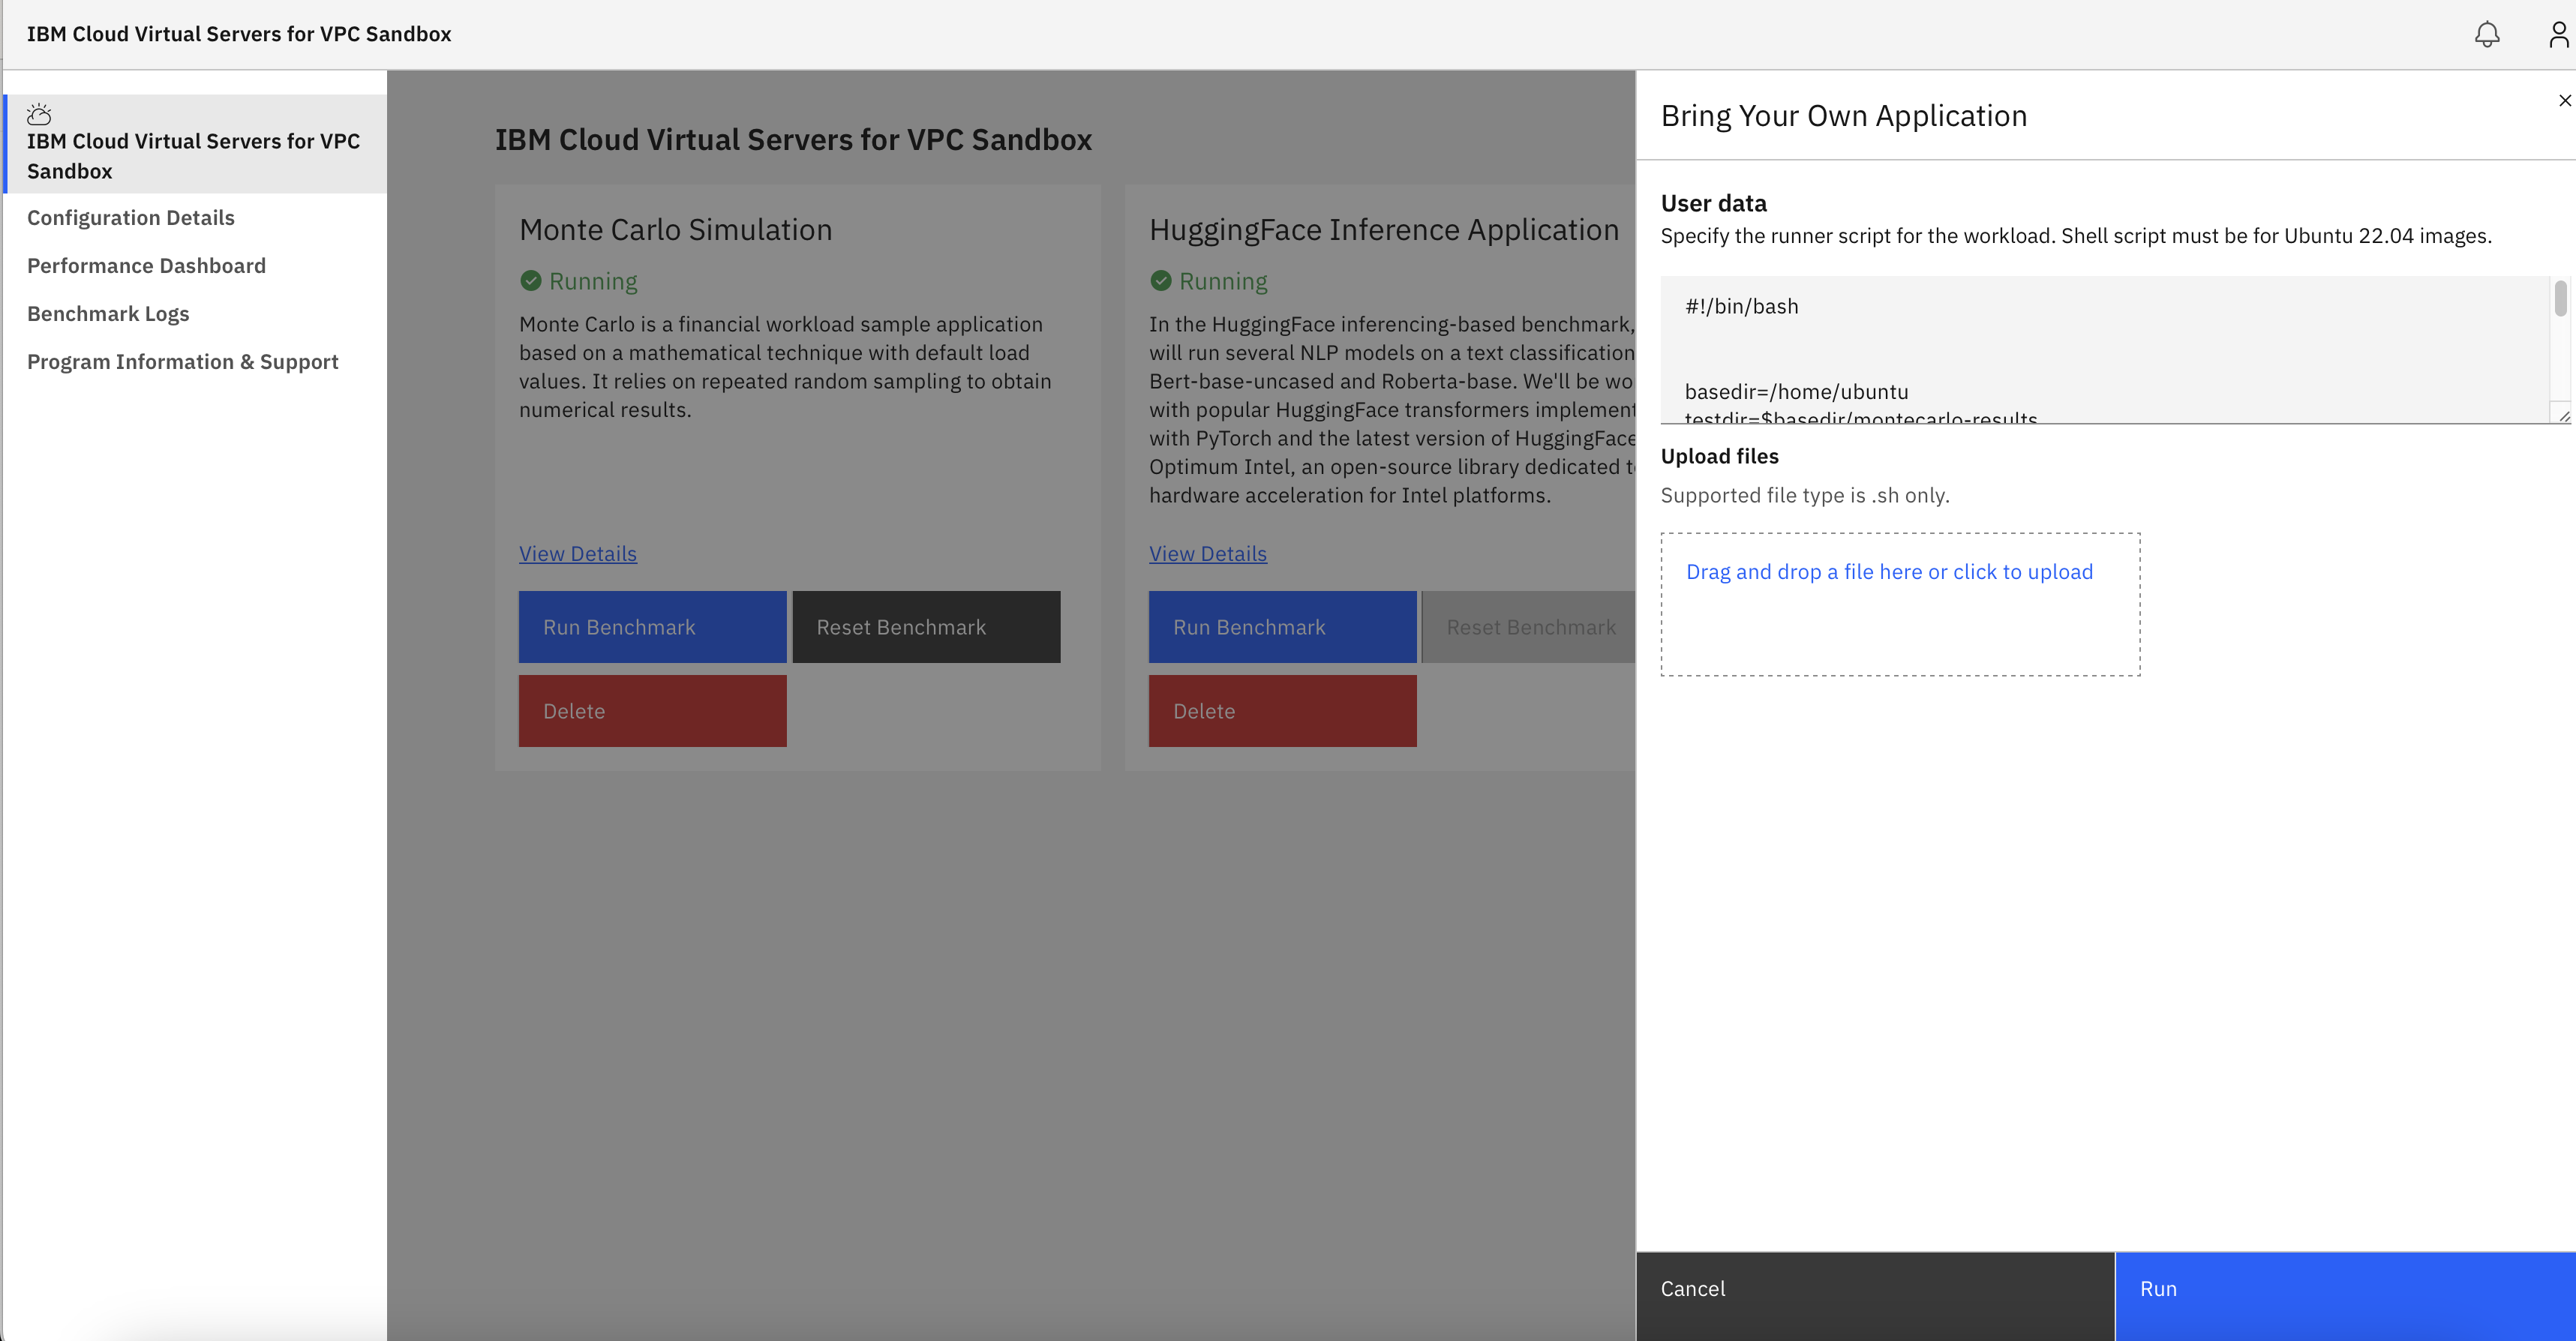 IBM Cloud Virtual Servers for VPC Sandbox
IBM Cloud Virtual Servers for VPC
Sandbox
Configuration Details
Performance Dashboard
Benchmark Logs
Program Information & Support
IBM Cloud Virtual Servers for VPC Sandbox
Monte Carlo Simulation
Running
Monte Carlo is a financial workload sample application
based on a mathematical technique with default load
values. It relies on repeated random sampling to obtain
numerical results.
View Details
Run Benchmark
Reset Benchmark
Delete
HuggingFace Inference Application
Running
In the HuggingFace inferencing-based benchmark,
will run several NLP models on a text classification
Bert-base-uncased and Roberta-base. We'll be wo
with popular HuggingFace transformers implement
with PyTorch and the latest version of HuggingFace
Optimum Intel, an open-source library dedicated t
hardware acceleration for Intel platforms.
View Details
Run Benchmark
Reset Benchmark
Delete
Bring Your Own Application
User data
Specify the runner script for the workload. Shell script must be for Ubuntu 22.04 images.
#!/bin/bash
basedir=/home/ubuntu
testdir=$basedir/montecarlo-results
Upload files
Supported file type is .sh only.
Drag and drop a file here or click to upload
Cancel
Run